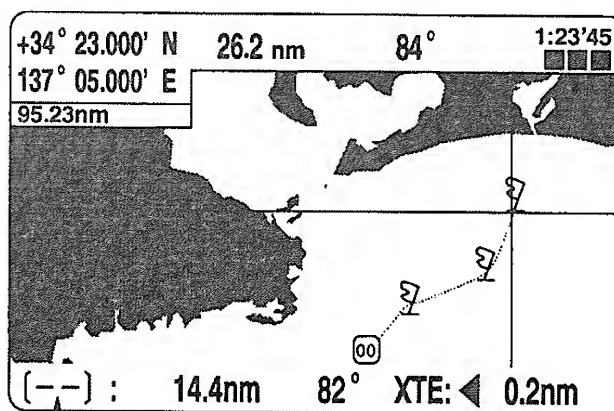 +34° 23.000' N 26.2 nm 84° 1:23'45
137° 05.000' E
95.23nm
00
[--] : 14.4nm 82° XTE: ◀ 0.2nm